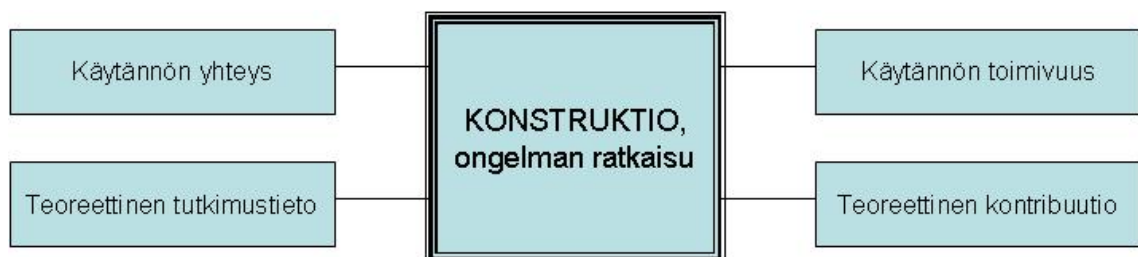 Käytännön yhteys
Teoreettinen tutkimustieto
KONSTRUKTIO,
ongelman ratkaisu
Käytännön toimivuus
Teoreettinen kontribuutio